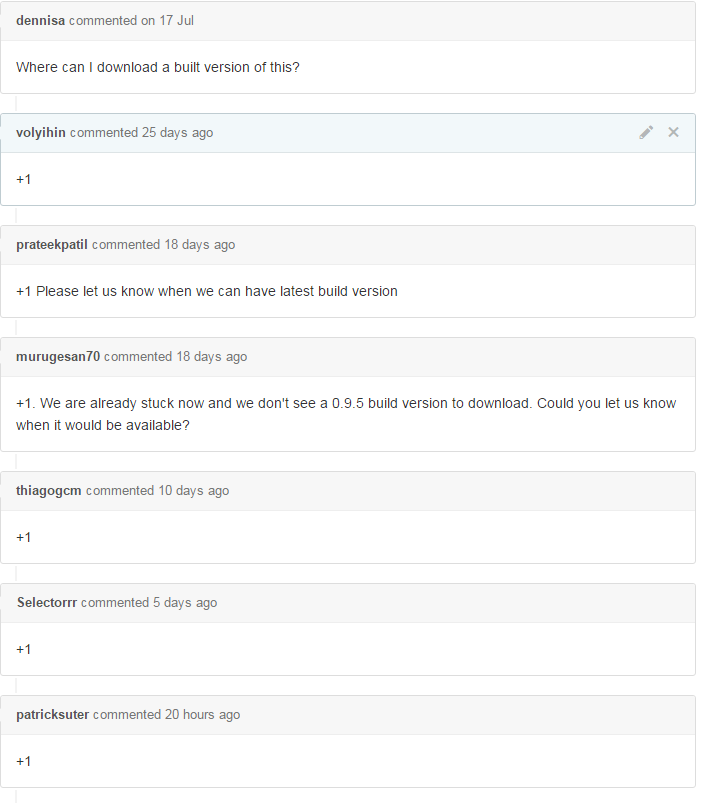 dennisa commented on 17 Jul
Where can I download a built version of this?
volyihin commented 25 days ago
+1
prateekpatil commented 18 days ago
+1 Please let us know when we can have latest build version
murugesan70 commented 18 days ago
+1. We are already stuck now and we don't see a 0.9.5 build version to download. Could you let us know
when it would be available?
thiagogcm commented 10 days ago
+1
Selectorrr commented 5 days ago
+1
patricksuter commented 20 hours ago
+1